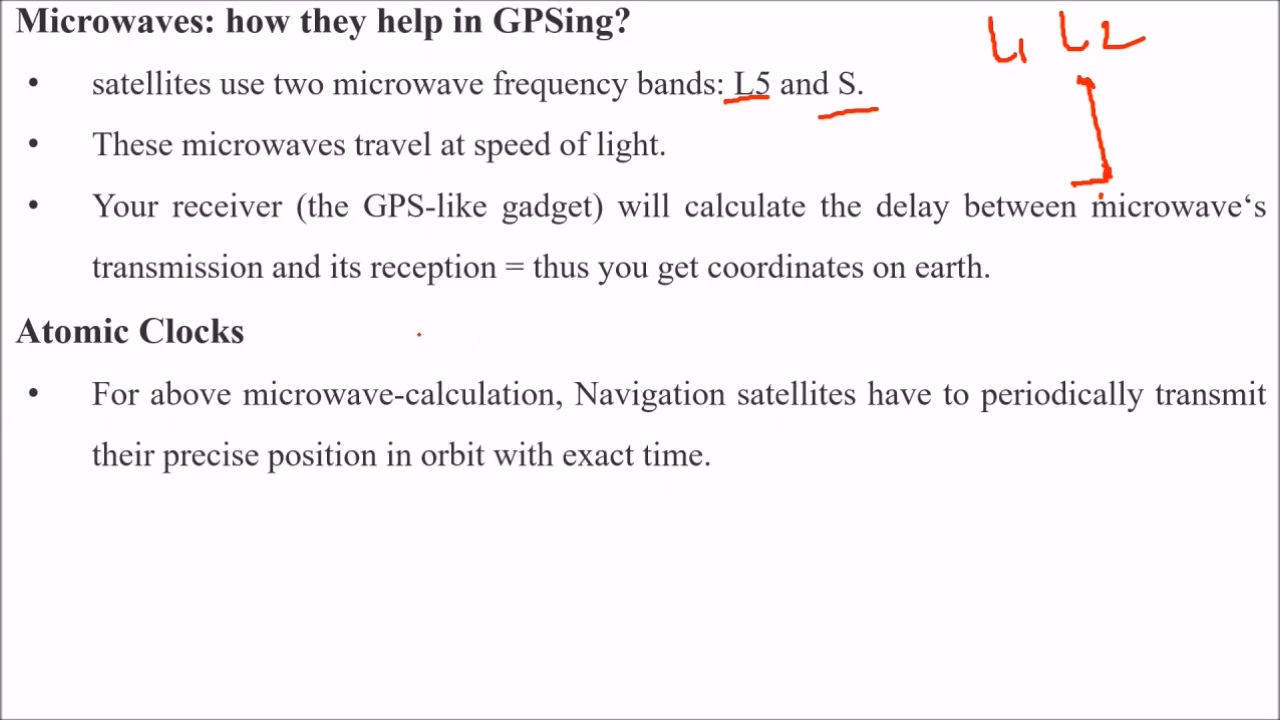 Microwaves: how they help in GPSing?
L1 L2
• satellites use two microwave frequency bands: L5 and S.
• These microwaves travel at speed of light.
• Your receiver (the GPS-like gadget) will calculate the delay between microwave‘s
transmission and its reception = thus you get coordinates on earth.
Atomic Clocks
• For above microwave-calculation, Navigation satellites have to periodically transmit
their precise position in orbit with exact time.